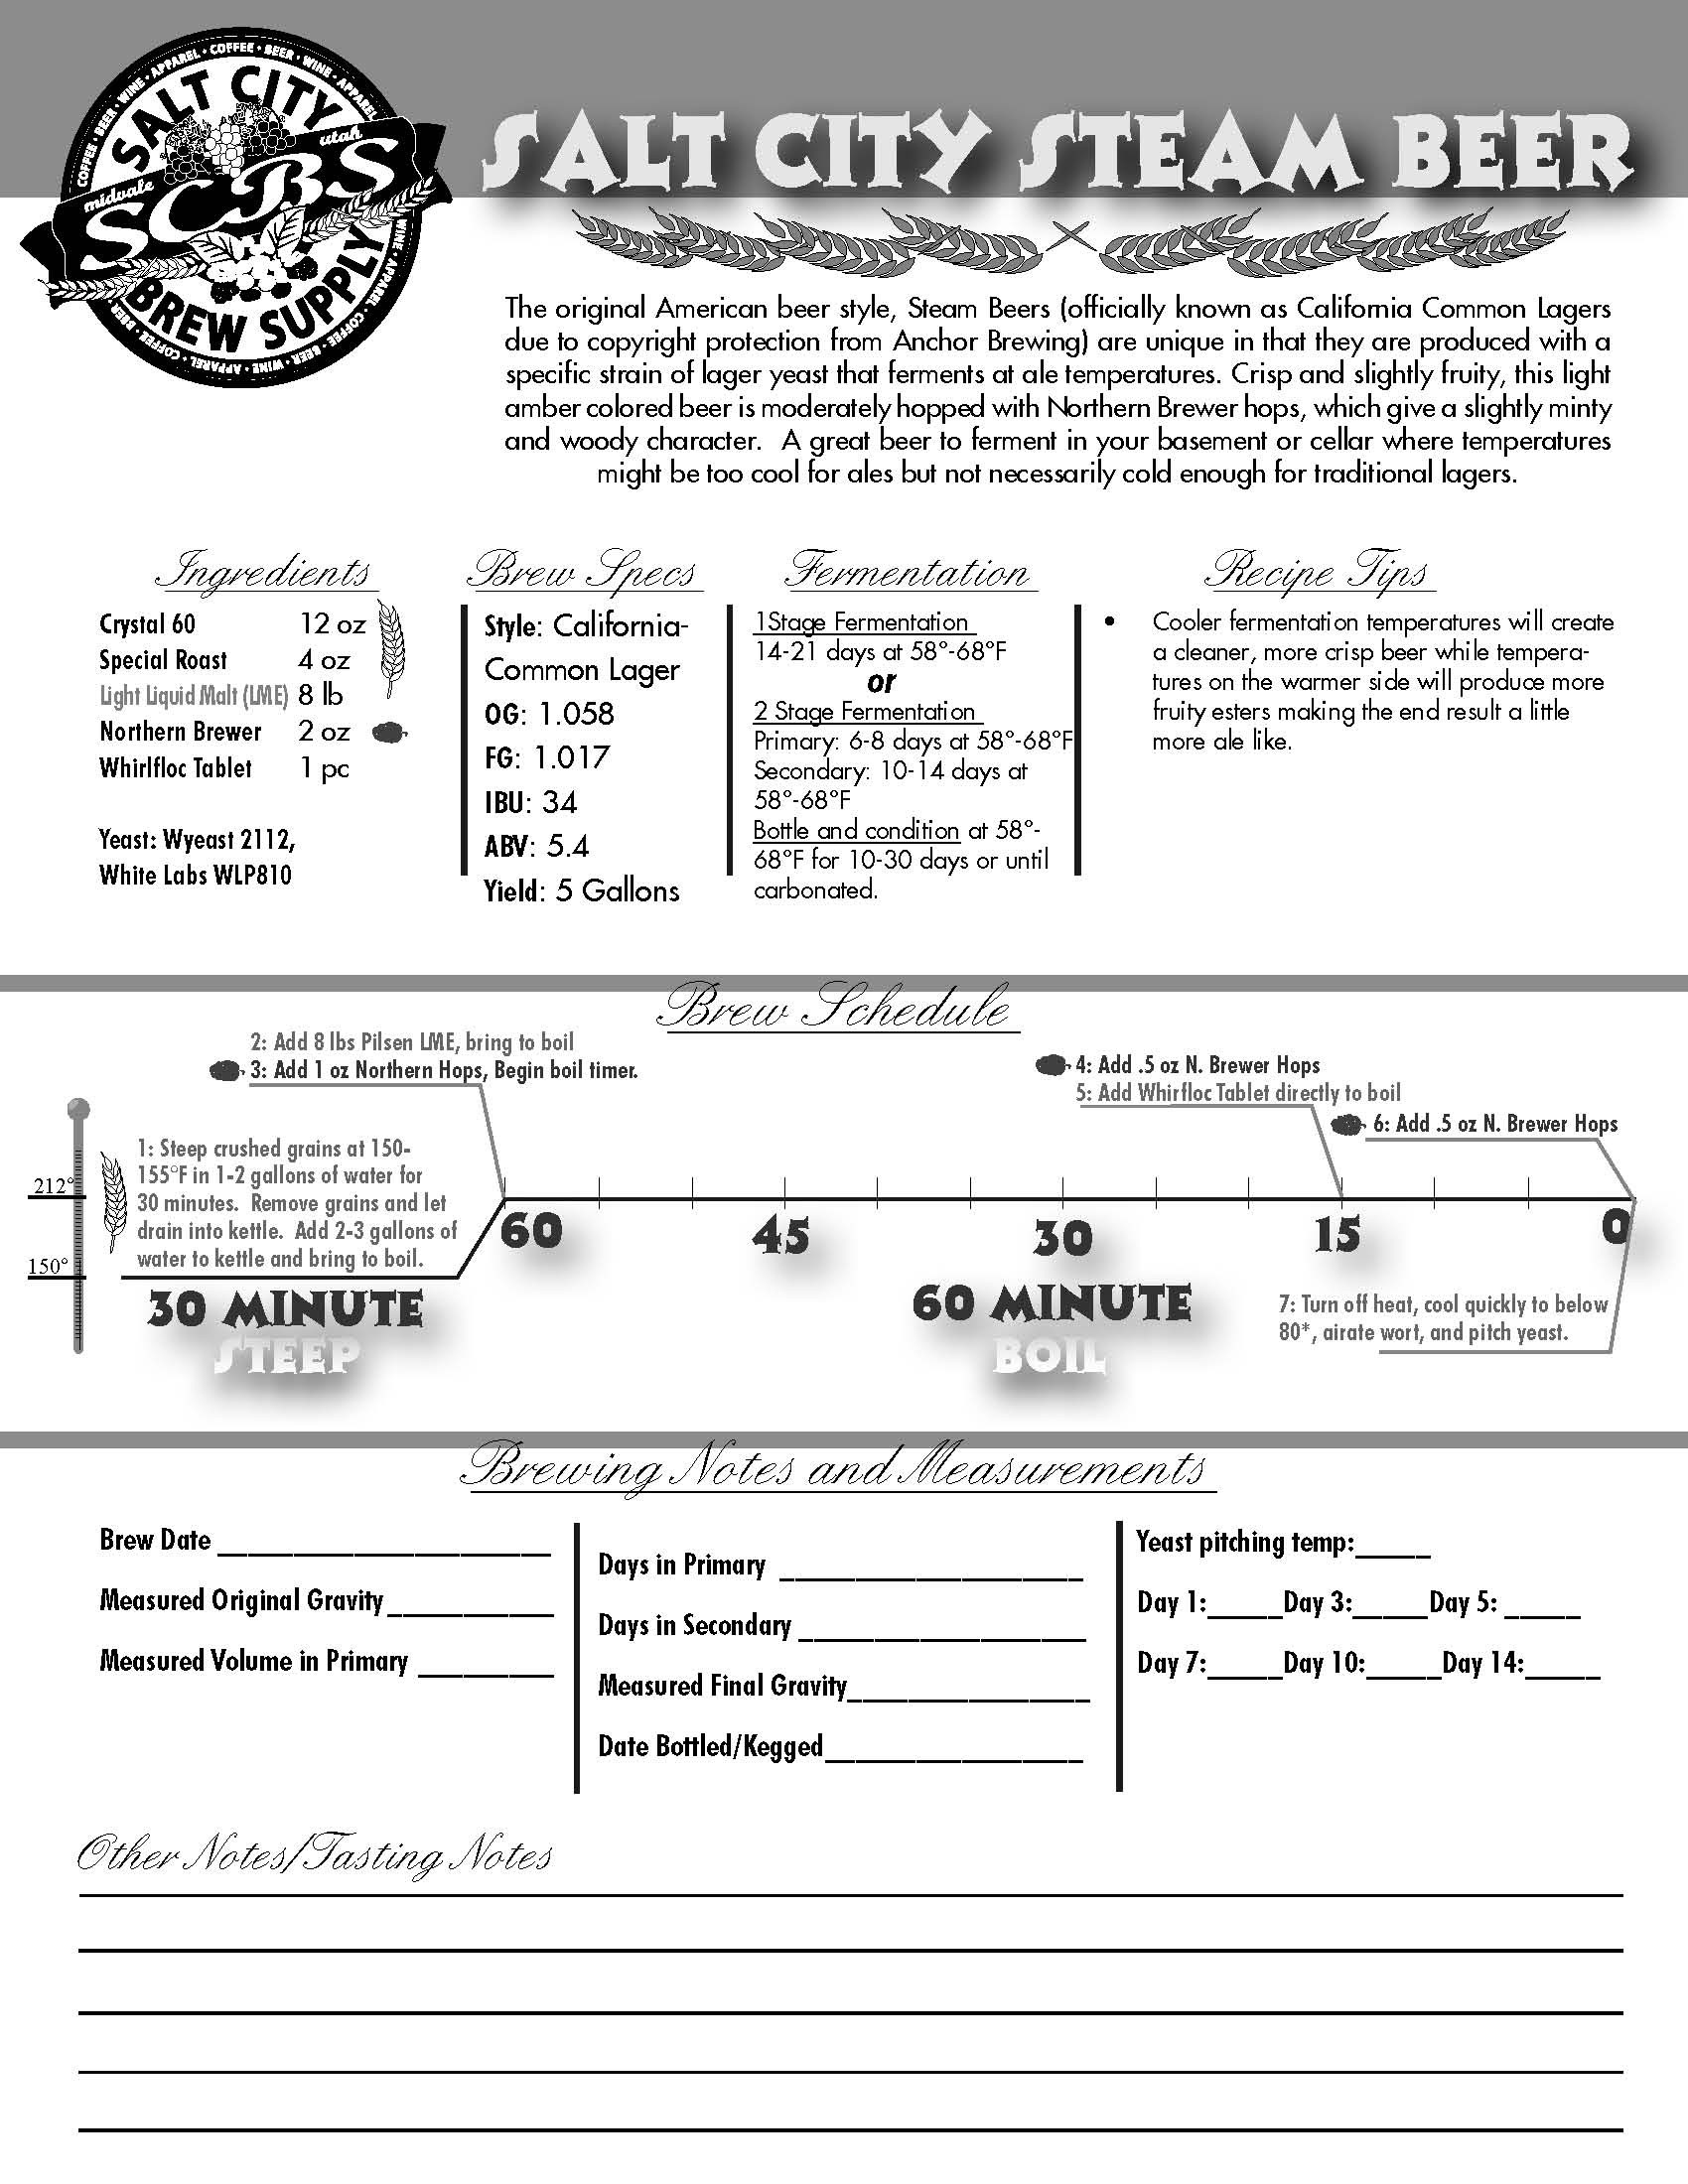 COFFEE • BEER • WINE • APPAREL • COFFEE • BEER • WINE • APPAREL
SALT CITY
midvale
utah
SCBS
BREW SUPPLY
WINE • APPAREL • COFFEE • BEER • WINE • APPAREL • COFFEE • BEER
SALT CITY STEAM BEER
The original American beer style, Steam Beers (officially known as California Common Lagers
due to copyright protection from Anchor Brewing) are unique in that they are produced with a
specific strain of lager yeast that ferments at ale temperatures. Crisp and slightly fruity, this light
amber colored beer is moderately hopped with Northern Brewer hops, which give a slightly minty
and woody character. A great beer to ferment in your basement or cellar where temperatures
might be too cool for ales but not necessarily cold enough for traditional lagers.
Ingredients
Crystal 60 12 oz
Special Roast 4 oz
Light Liquid Malt (LME) 8 lb
Northern Brewer 2 oz
Whirlfloc Tablet 1 pc
Yeast: Wyeast 2112,
White Labs WLP810
Brew Specs
Style: California-
Common Lager
OG: 1.058
FG: 1.017
IBU: 34
ABV: 5.4
Yield: 5 Gallons
Fermentation
1Stage Fermentation
14-21 days at 58°-68°F
or
2 Stage Fermentation
Primary: 6-8 days at 58°-68°F
Secondary: 10-14 days at
58°-68°F
Bottle and condition at 58°-
68°F for 10-30 days or until
carbonated.
Recipe Tips
• Cooler fermentation temperatures will create
a cleaner, more crisp beer while tempera-
tures on the warmer side will produce more
fruity esters making the end result a little
more ale like.
Brew Schedule
2: Add 8 lbs Pilsen LME, bring to boil
3: Add 1 oz Northern Hops, Begin boil timer.
4: Add .5 oz N. Brewer Hops
5: Add Whirfloc Tablet directly to boil
6: Add .5 oz N. Brewer Hops
1: Steep crushed grains at 150-
155°F in 1-2 gallons of water for
30 minutes. Remove grains and let
drain into kettle. Add 2-3 gallons of
water to kettle and bring to boil.
212°
150°
60 45 30 15 0
30 MINUTE
STEEP
60 MINUTE
BOIL
7: Turn off heat, cool quickly to below
80*, airate wort, and pitch yeast.
Brewing Notes and Measurements
Brew Date ______________________
Measured Original Gravity ___________
Measured Volume in Primary _________
Days in Primary ____________________
Days in Secondary ___________________
Measured Final Gravity________________
Date Bottled/Kegged_________________
Yeast pitching temp:_____
Day 1:_____Day 3:_____Day 5: _____
Day 7:_____Day 10:_____Day 14:_____
Other Notes/Tasting Notes